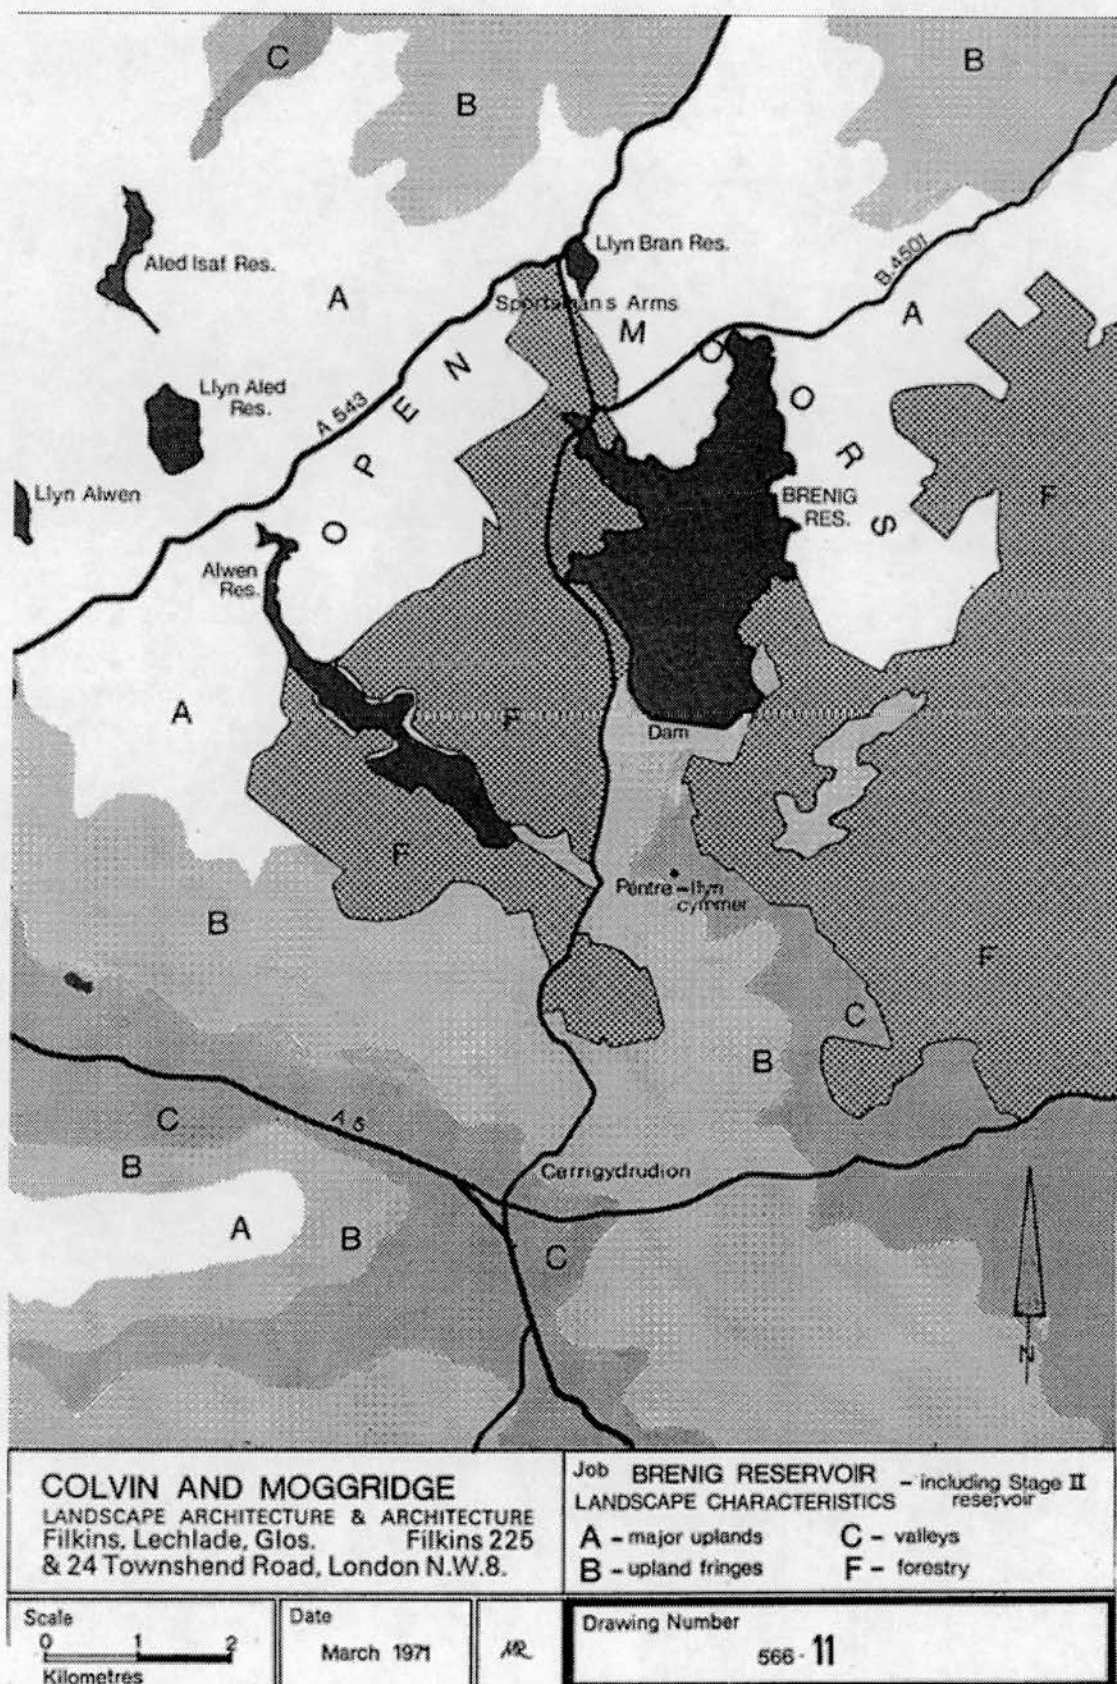 C
B
B
Llyn Bran Res.
Aled Isaf Res.
B.4501
A
Sportsman's Arms
A
OPEN MOORS
Llyn Aled
Res.
A 543
Llyn Alwen
BRENIG
RES.
F
Alwen
Res.
A
F
Dam
F
Pentre-llyn
cymmer
B
F
C
B
C
A 5
B
Cerrigydrudion
A
B
C
N
COLVIN AND MOGGRIDGE
LANDSCAPE ARCHITECTURE & ARCHITECTURE
Filkins, Lechlade, Glos. Filkins 225
& 24 Townshend Road, London N.W.8.
Job BRENIG RESERVOIR – including Stage II
LANDSCAPE CHARACTERISTICS reservoir
A – major uplands C – valleys
B – upland fringes F – forestry
Scale
0 1 2
Kilometres
Date
March 1971
Drawing Number
566 - 11